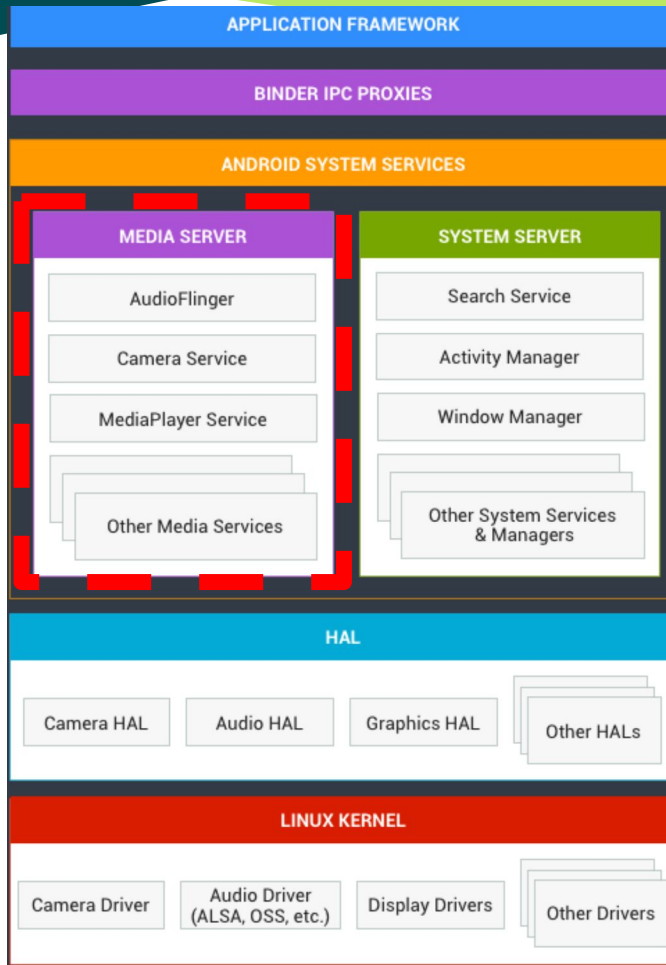 APPLICATION FRAMEWORK
BINDER IPC PROXIES
ANDROID SYSTEM SERVICES
MEDIA SERVER
AudioFlinger
Camera Service
MediaPlayer Service
Other Media Services
SYSTEM SERVER
Search Service
Activity Manager
Window Manager
Other System Services
& Managers
HAL
Camera HAL
Audio HAL
Graphics HAL
Other HALs
LINUX KERNEL
Camera Driver
Audio Driver
(ALSA, OSS, etc.)
Display Drivers
Other Drivers